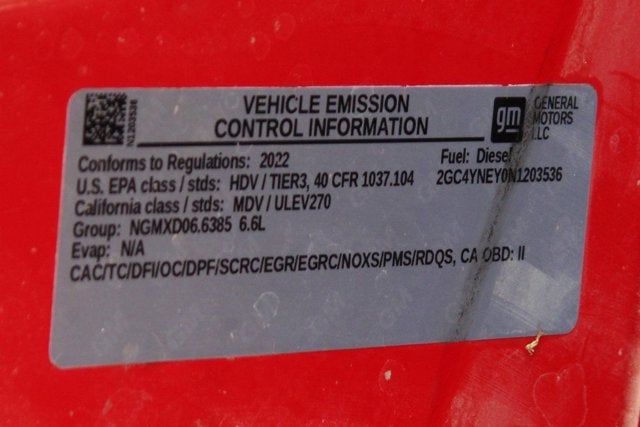 N1203536
VEHICLE EMISSION
CONTROL INFORMATION
gm
GENERAL
MOTORS
LLC
Conforms to Regulations: 2022
Fuel: Diesel
U.S. EPA class / stds: HDV / TIER3, 40 CFR 1037.104
2GC4YNEY0N1203536
California class / stds: MDV / ULEV270
Group: NGMXD06.6385 6.6L
Evap: N/A
CAC/TC/DFI/OC/DPF/SCRC/EGR/EGRC/NOXS/PMS/RDQS, CA OBD: II